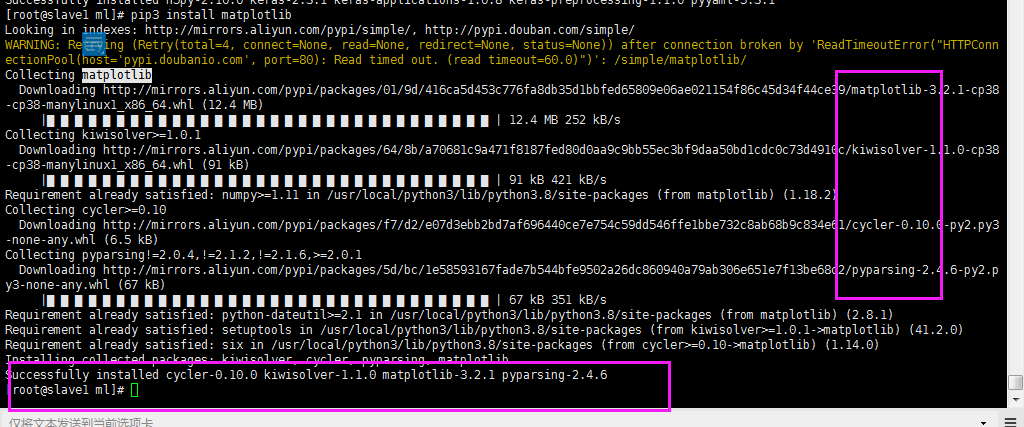 Successfully installed h5py-2.10.0 keras-2.3.1 keras-applications-1.0.8 keras-preprocessing-1.1.0 pyyaml-5.3.1
[root@slave1 ml]# pip3 install matplotlib
Looking in indexes: http://mirrors.aliyun.com/pypi/simple/, http://pypi.douban.com/simple/
WARNING: Re ing (Retry(total=4, connect=None, read=None, redirect=None, status=None)) after connection broken by 'ReadTimeoutError("HTTPConn
ectionPool(host='pypi.doubanio.com', port=80): Read timed out. (read timeout=60.0)")': /simple/matplotlib/
Collecting matplotlib
Downloading http://mirrors.aliyun.com/pypi/packages/01/9d/416ca5d453c776fa8db35d1bbfed65809e06ae021154f86c45d34f44ce39/matplotlib-3.2.1-cp38
-cp38-manylinux1_x86_64.whl (12.4 MB)
| 12.4 MB 252 kB/s
Collecting kiwisolver>=1.0.1
Downloading http://mirrors.aliyun.com/pypi/packages/64/8b/a70681c9a471f8187fed80d0aa9c9bb55ec3bf9daa50bd1cdc0c73d4910c/kiwisolver-1.1.0-cp38
-cp38-manylinux1_x86_64.whl (91 kB)
| 91 kB 421 kB/s
Requirement already satisfied: numpy>=1.11 in /usr/local/python3/lib/python3.8/site-packages (from matplotlib) (1.18.2)
Collecting cycler>=0.10
Downloading http://mirrors.aliyun.com/pypi/packages/f7/d2/e07d3ebb2bd7af696440ce7e754c59dd546ffe1bbe732c8ab68b9c834e61/cycler-0.10.0-py2.py3
-none-any.whl (6.5 kB)
Collecting pyparsing!=2.0.4,!=2.1.2,!=2.1.6,>=2.0.1
Downloading http://mirrors.aliyun.com/pypi/packages/5d/bc/1e58593167fade7b544bfe9502a26dc860940a79ab306e651e7f13be68c2/pyparsing-2.4.6-py2.
py3-none-any.whl (67 kB)
| 67 kB 351 kB/s
Requirement already satisfied: python-dateutil>=2.1 in /usr/local/python3/lib/python3.8/site-packages (from matplotlib) (2.8.1)
Requirement already satisfied: setuptools in /usr/local/python3/lib/python3.8/site-packages (from kiwisolver>=1.0.1->matplotlib) (41.2.0)
Requirement already satisfied: six in /usr/local/python3/lib/python3.8/site-packages (from cycler>=0.10->matplotlib) (1.14.0)
Installing collected packages: kiwisolver, cycler, pyparsing, matplotlib
Successfully installed cycler-0.10.0 kiwisolver-1.1.0 matplotlib-3.2.1 pyparsing-2.4.6
[root@slave1 ml]#
仅将文本发送到当前选项卡